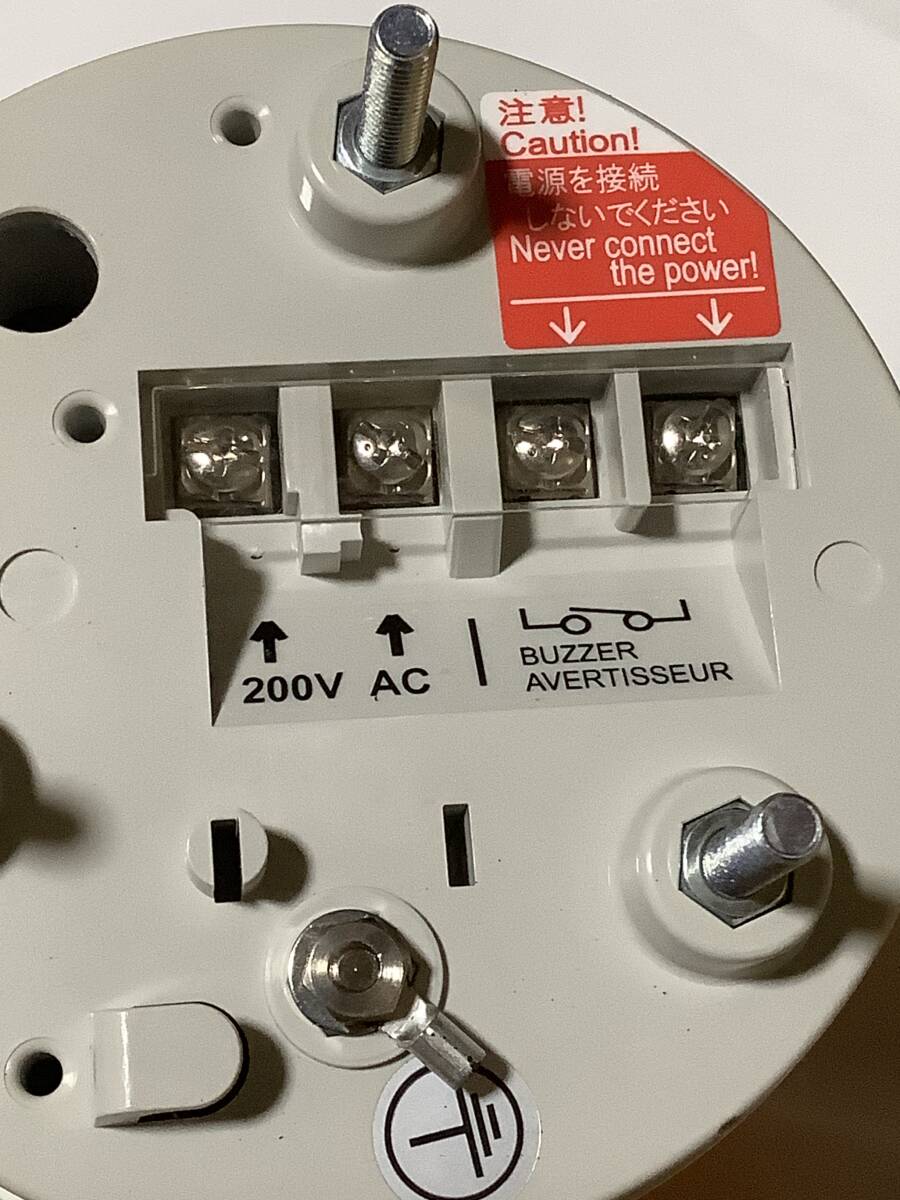 注意!
Caution!
電源を接続
しないでください
Never connect
the power!
200V AC
BUZZER
AVERTISSEUR